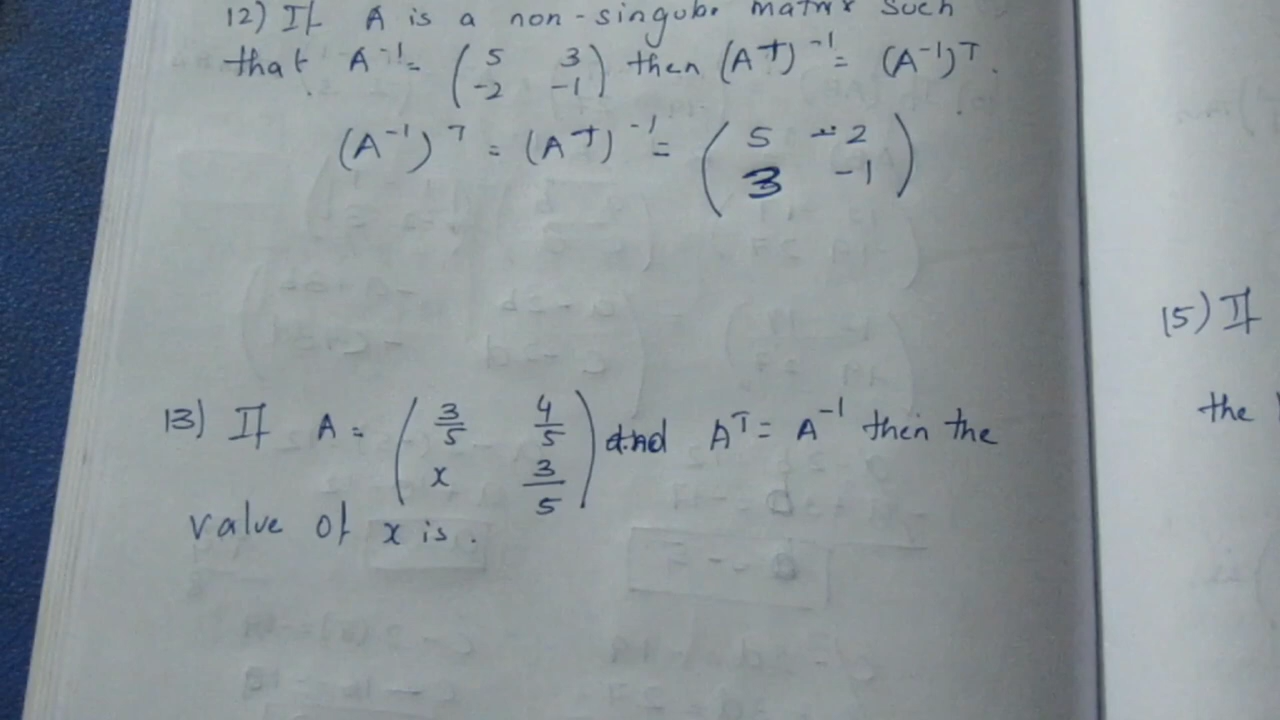 12) If A is a non-singular matrix such
that A⁻¹ = ( 5 3 ; -2 -1 ) then (Aᵀ)⁻¹ = (A⁻¹)ᵀ.
(A⁻¹)ᵀ = (Aᵀ)⁻¹ = ( 5 -2 ; 3 -1 )
13) If A = ( 3/5 4/5 ; x 3/5 ) and Aᵀ = A⁻¹ then the
value of x is.
15) If
the